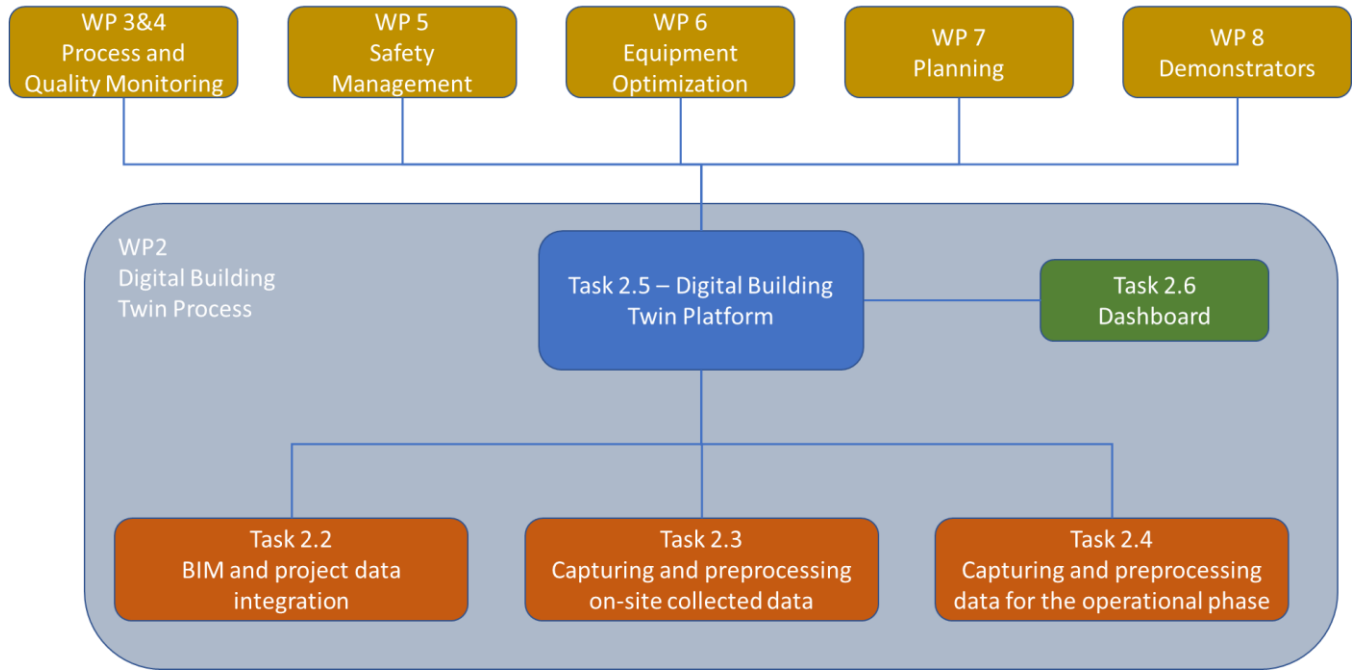 WP 3&4
Process and
Quality Monitoring
WP 5
Safety
Management
WP 6
Equipment
Optimization
WP 7
Planning
WP 8
Demonstrators
WP2
Digital Building
Twin Process
Task 2.5 – Digital Building
Twin Platform
Task 2.6
Dashboard
Task 2.2
BIM and project data
integration
Task 2.3
Capturing and preprocessing
on-site collected data
Task 2.4
Capturing and preprocessing
data for the operational phase